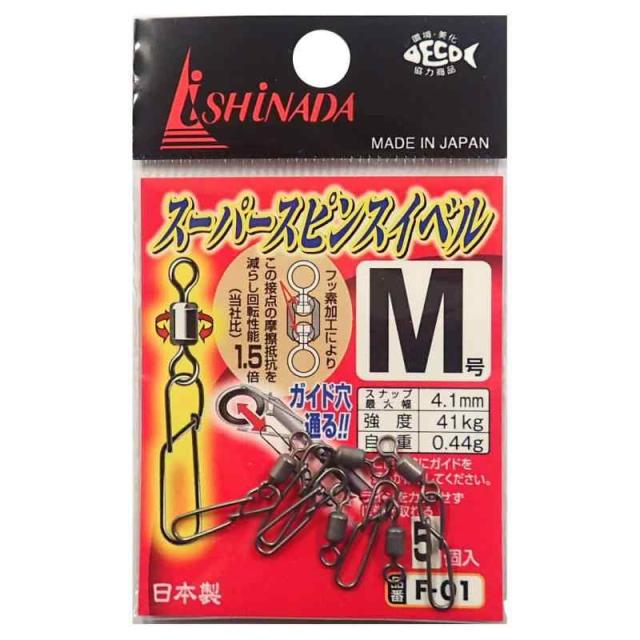 ISHINADA
環境・美化
ECO
協力商品
MADE IN JAPAN
スーパースピンスイベル
フッ素加工により
この接点の摩擦抵抗を
減らし回転性能1.5倍
(当社比)
M号
ガイド穴
通る!!
スナップ最大幅 4.1mm
強度 41kg
自重 0.44g
5個入
品番 F-01
日本製